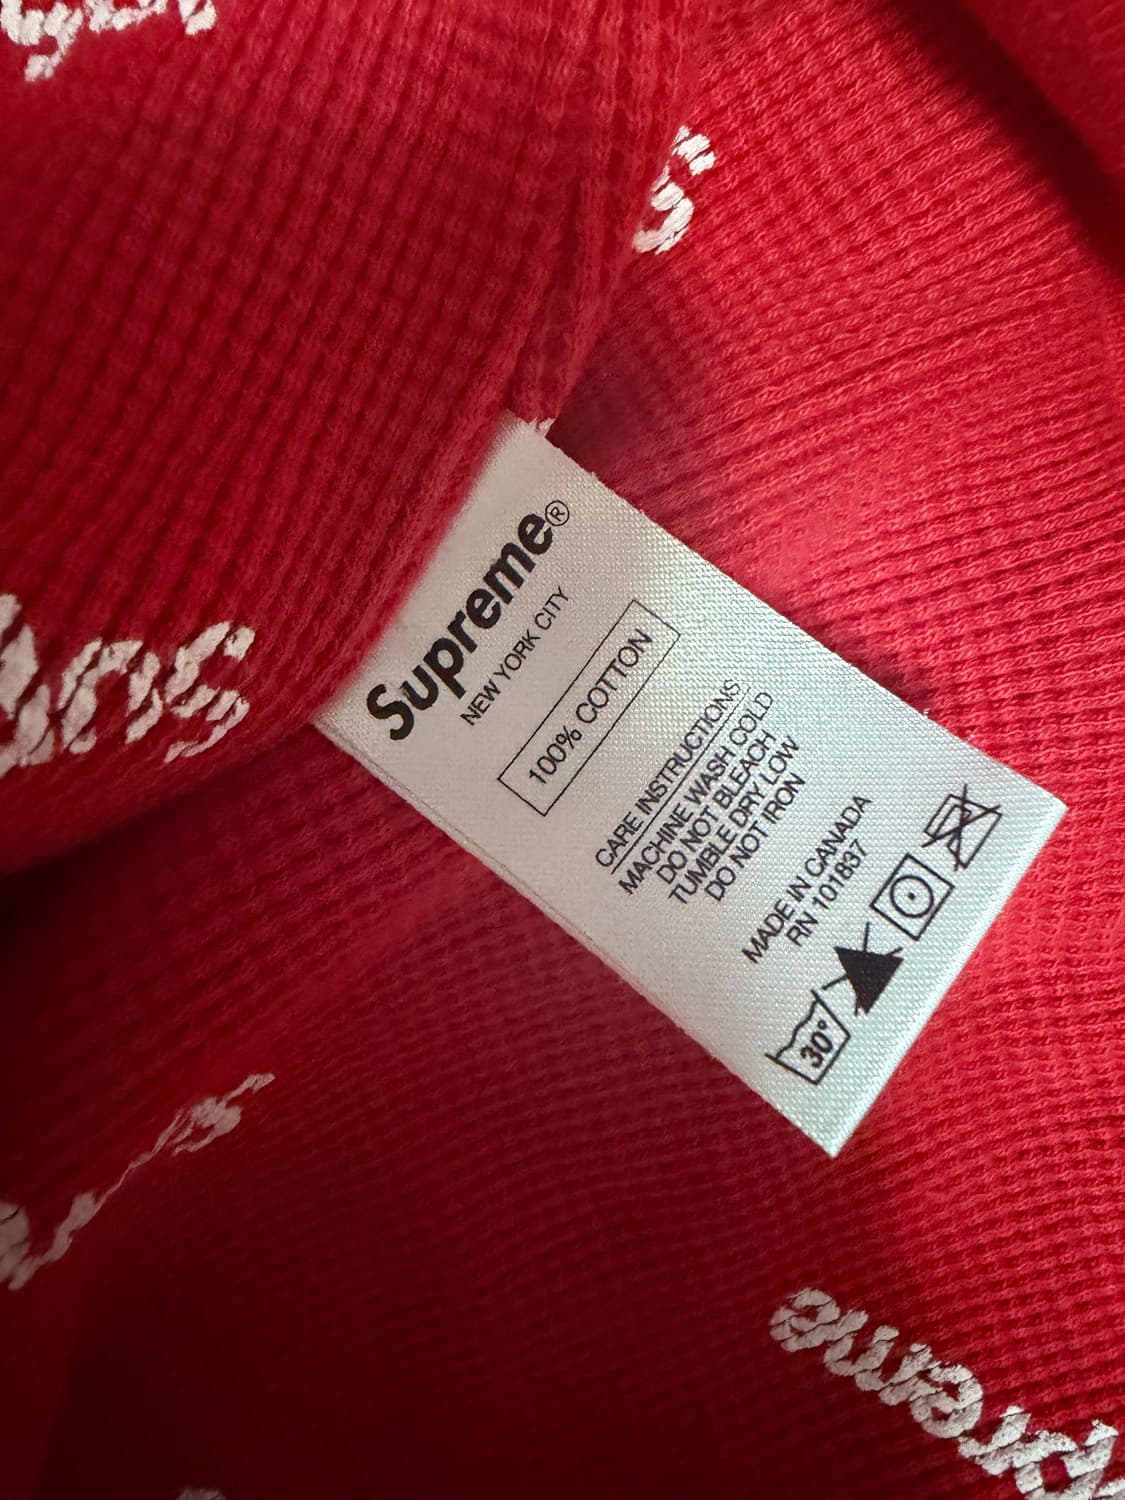 Supreme®
NEW YORK CITY
100% COTTON
CARE INSTRUCTIONS
MACHINE WASH COLD
DO NOT BLEACH
TUMBLE DRY LOW
DO NOT IRON
MADE IN CANADA
RN 101837
30°
Supreme